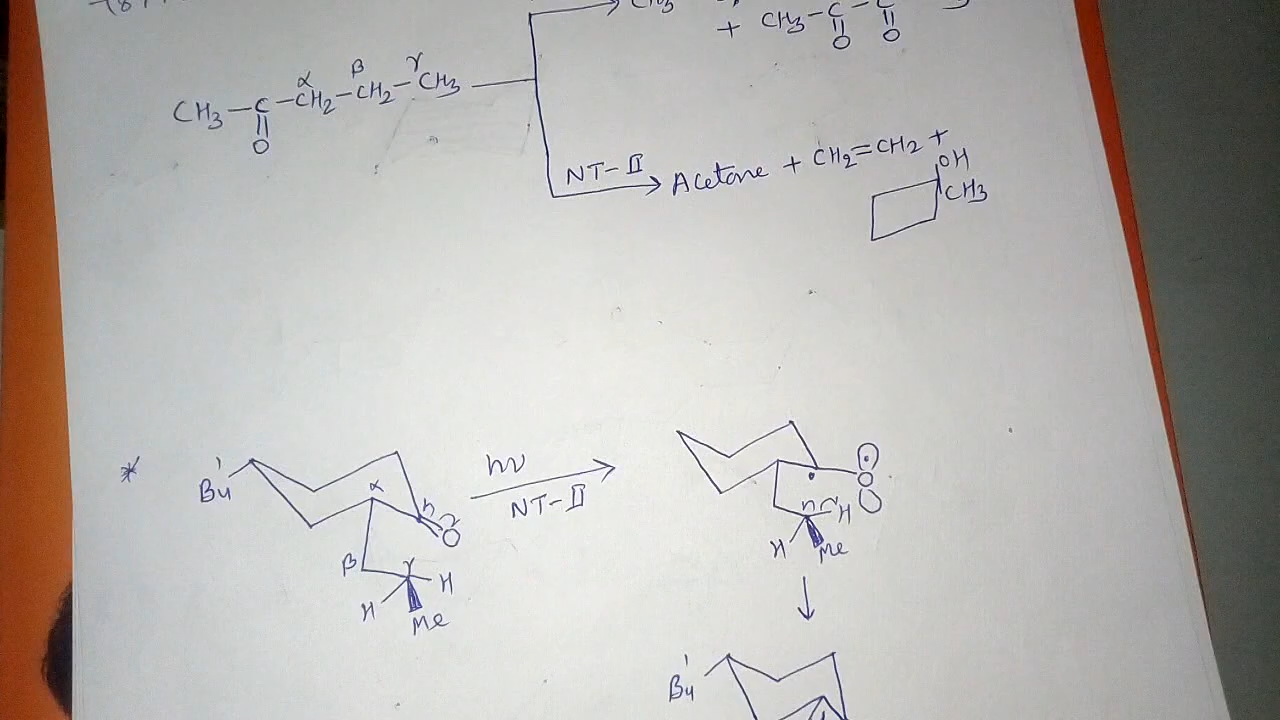 + CH3-C-C
O O
α β γ
CH3-C-CH2-CH2-CH3
O
NT-II Acetone + CH2=CH2 +
OH
CH3
* Bu' α O
β γ H
H Me
hν
NT-II
O
H
H Me
Bu'